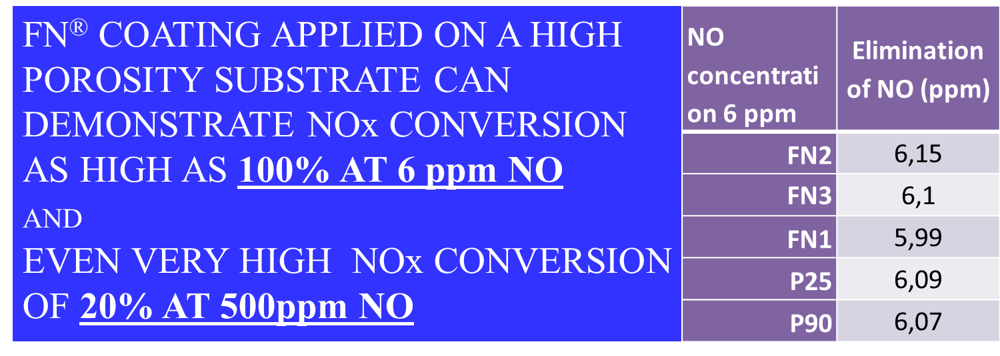 FN® COATING APPLIED ON A HIGH
POROSITY SUBSTRATE CAN
DEMONSTRATE NOx CONVERSION
AS HIGH AS 100% AT 6 ppm NO
AND
EVEN VERY HIGH NOx CONVERSION
OF 20% AT 500ppm NO
NO
concentrati
on 6 ppm
Elimination
of NO (ppm)
FN2 6,15
FN3 6,1
FN1 5,99
P25 6,09
P90 6,07